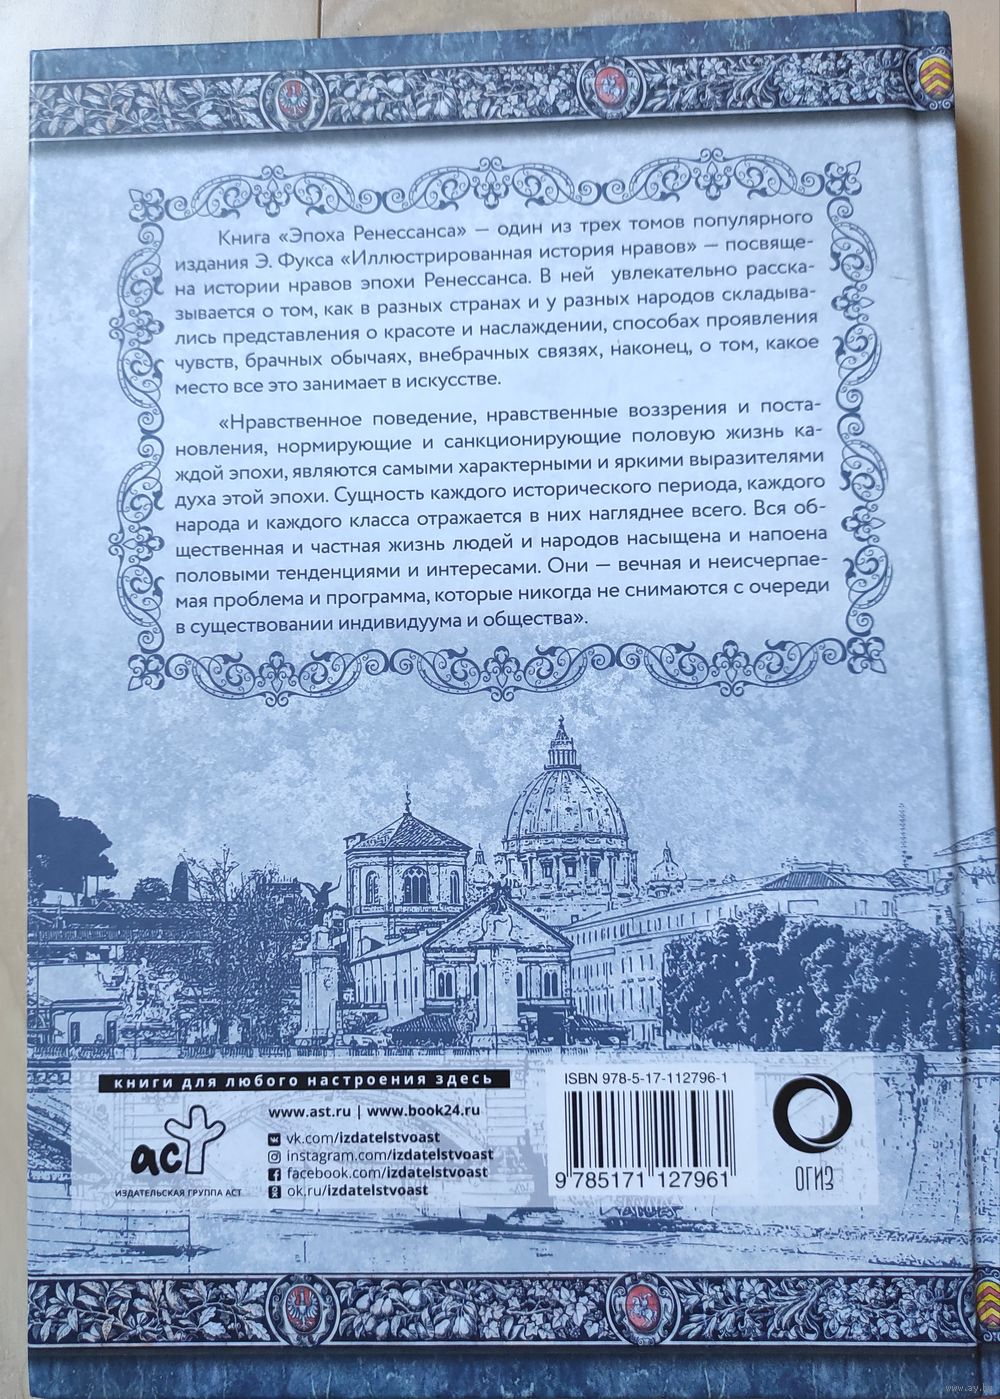 Книга «Эпоха Ренессанса» — один из трех томов популярного
издания Э. Фукса «Иллюстрированная история нравов» — посвяще-
на истории нравов эпохи Ренессанса. В ней увлекательно расска-
зывается о том, как в разных странах и у разных народов складыва-
лись представления о красоте и наслаждении, способах проявления
чувств, брачных обычаях, внебрачных связях, наконец, о том, какое
место все это занимает в искусстве.
«Нравственное поведение, нравственные воззрения и поста-
новления, нормирующие и санкционирующие половую жизнь ка-
ждой эпохи, являются самыми характерными и яркими выразителями
духа этой эпохи. Сущность каждого исторического периода, каждого
народа и каждого класса отражается в них нагляднее всего. Вся об-
щественная и частная жизнь людей и народов насыщена и напоена
половыми тенденциями и интересами. Они — вечная и неисчерпае-
мая проблема и программа, которые никогда не снимаются с очереди
в существовании индивидуума и общества».
книги для любого настроения здесь
аст
ИЗДАТЕЛЬСКАЯ ГРУППА АСТ
www.ast.ru | www.book24.ru
vk.com/izdatelstvoast
instagram.com/izdatelstvoast
facebook.com/izdatelstvoast
ok.ru/izdatelstvoast
ISBN 978-5-17-112796-1
9 785171 127961
ОГИЗ